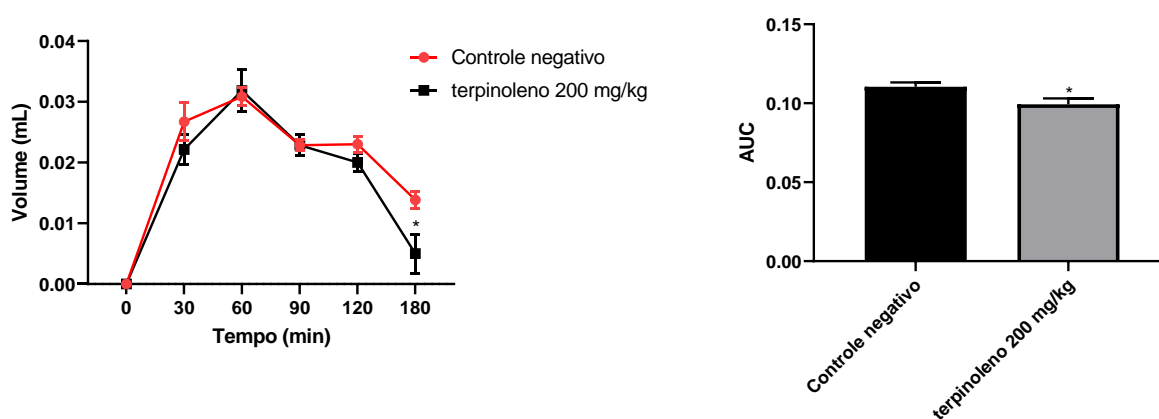 Volume (mL)
0.04
0.03
0.02
0.01
0.00
0 30 60 90 120 180
Tempo (min)
Controle negativo
terpinoleno 200 mg/kg
*
AUC
0.15
0.10
0.05
0.00
*
Controle negativo
terpinoleno 200 mg/kg